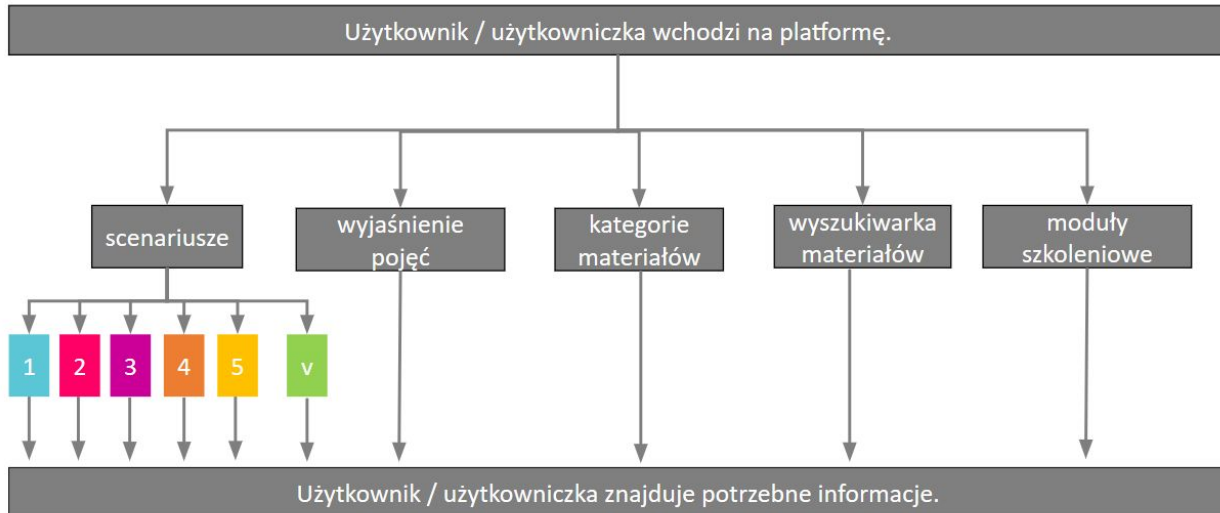 Użytkownik / użytkowniczka wchodzi na platformę.
scenariusze
wyjaśnienie
pojęć
kategorie
materiałów
wyszukiwarka
materiałów
moduły
szkoleniowe
1 2 3 4 5 v
Użytkownik / użytkowniczka znajduje potrzebne informacje.